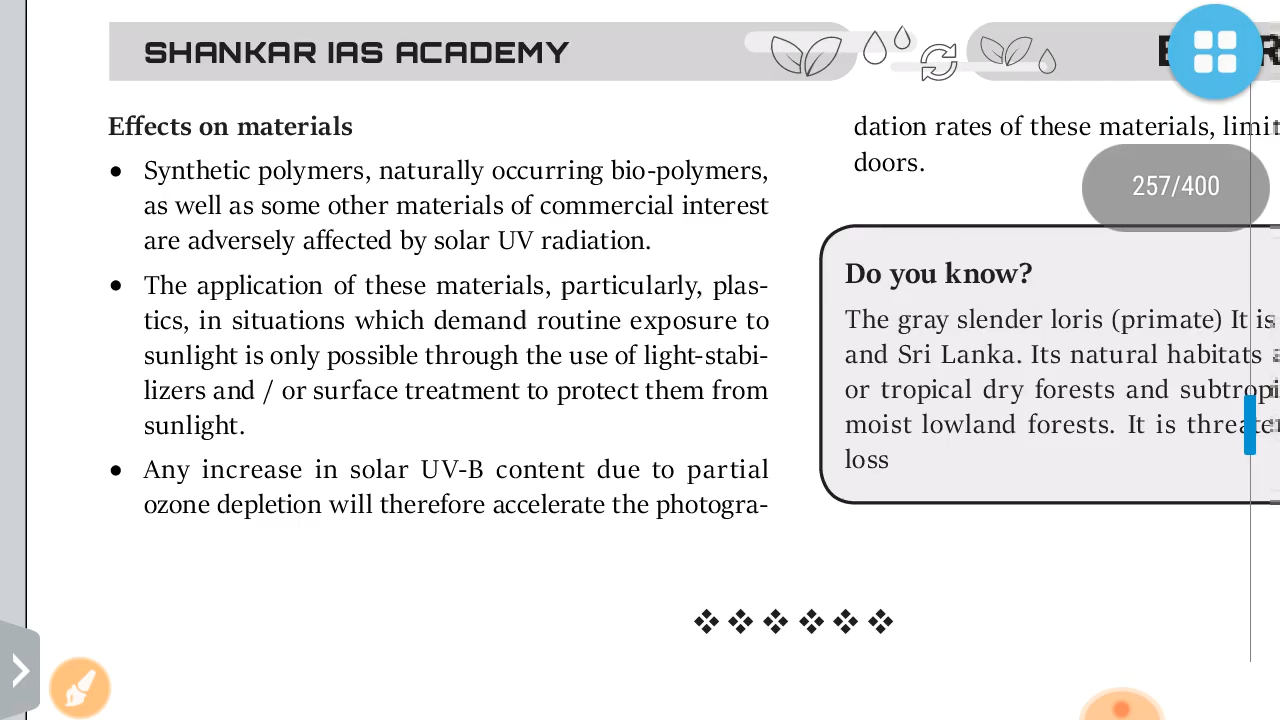 SHANKAR IAS ACADEMY
Effects on materials
● Synthetic polymers, naturally occurring bio-polymers,
as well as some other materials of commercial interest
are adversely affected by solar UV radiation.
● The application of these materials, particularly, plas-
tics, in situations which demand routine exposure to
sunlight is only possible through the use of light-stabi-
lizers and / or surface treatment to protect them from
sunlight.
● Any increase in solar UV-B content due to partial
ozone depletion will therefore accelerate the photogra-
dation rates of these materials, limit
doors.
257/400
Do you know?
The gray slender loris (primate) It is
and Sri Lanka. Its natural habitats
or tropical dry forests and subtropi
moist lowland forests. It is threate
loss